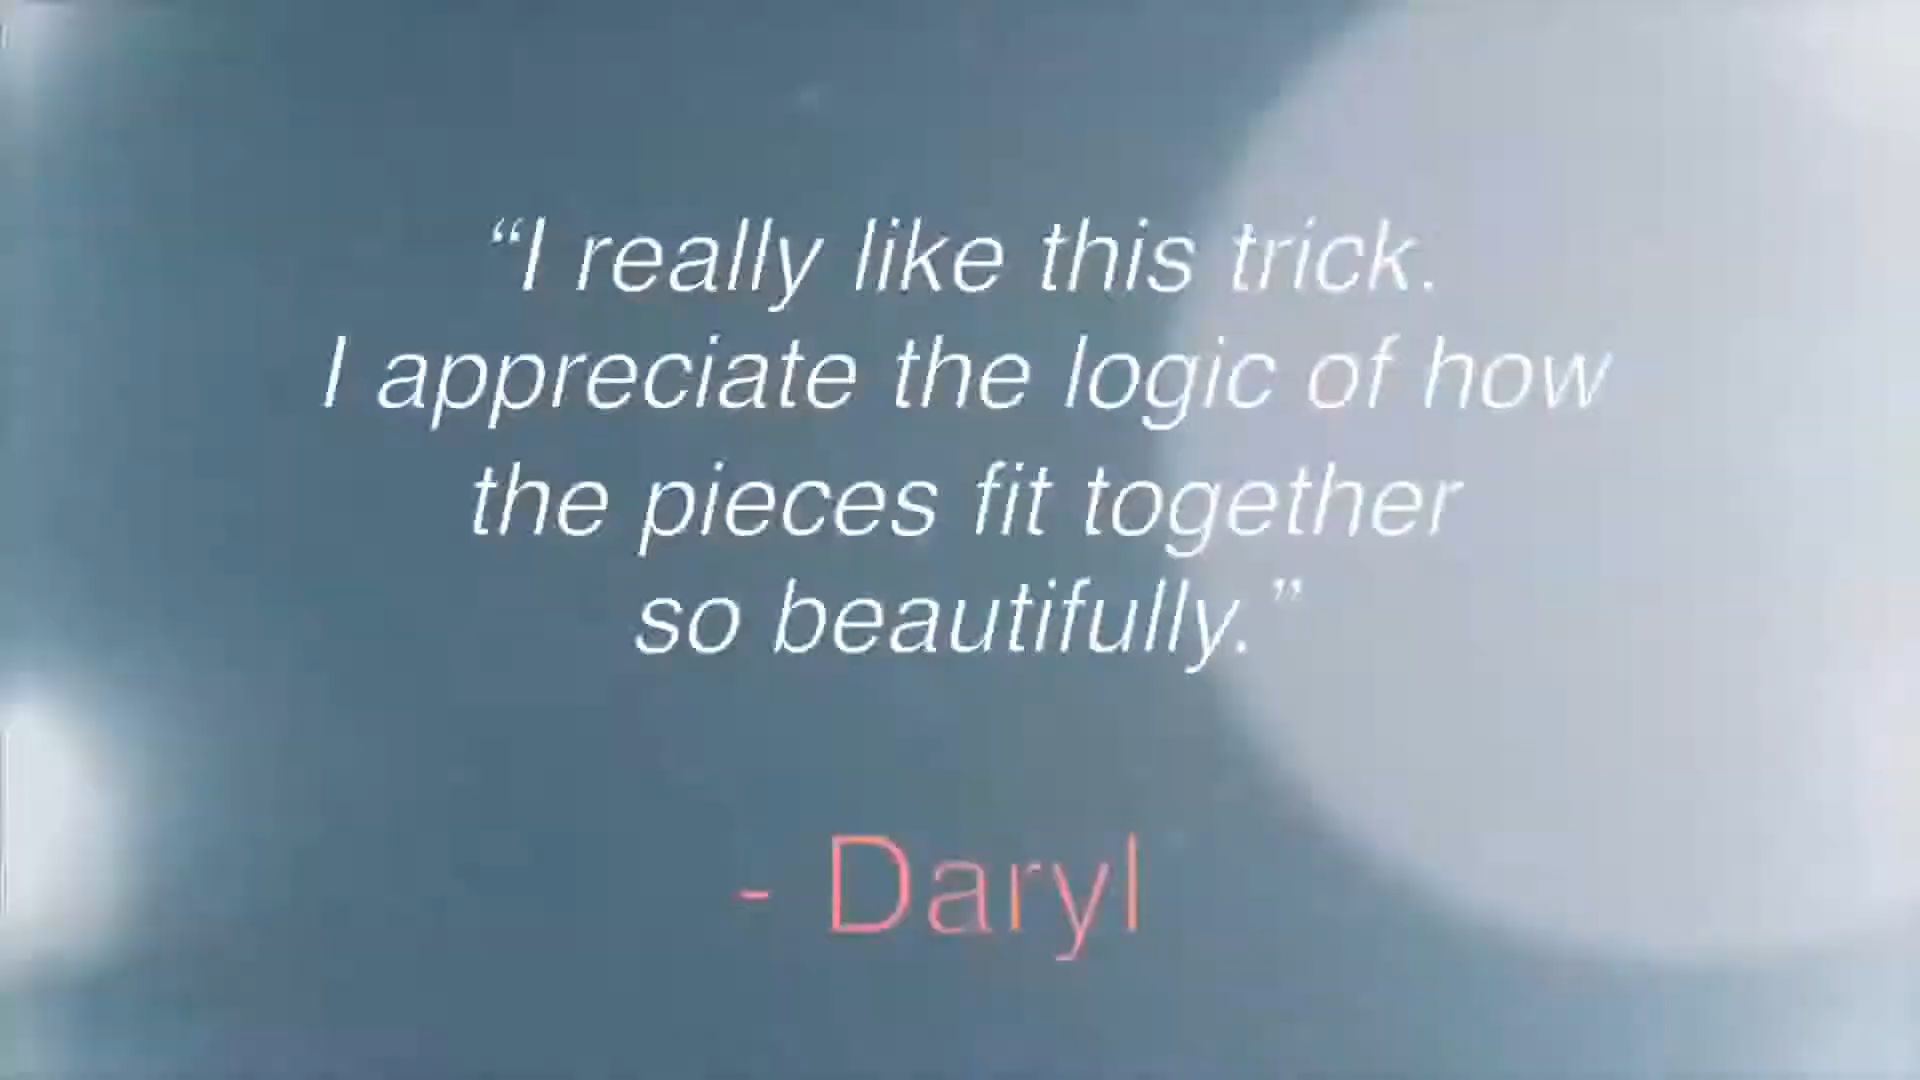 “I really like this trick.
I appreciate the logic of how
the pieces fit together
so beautifully.”
- Daryl